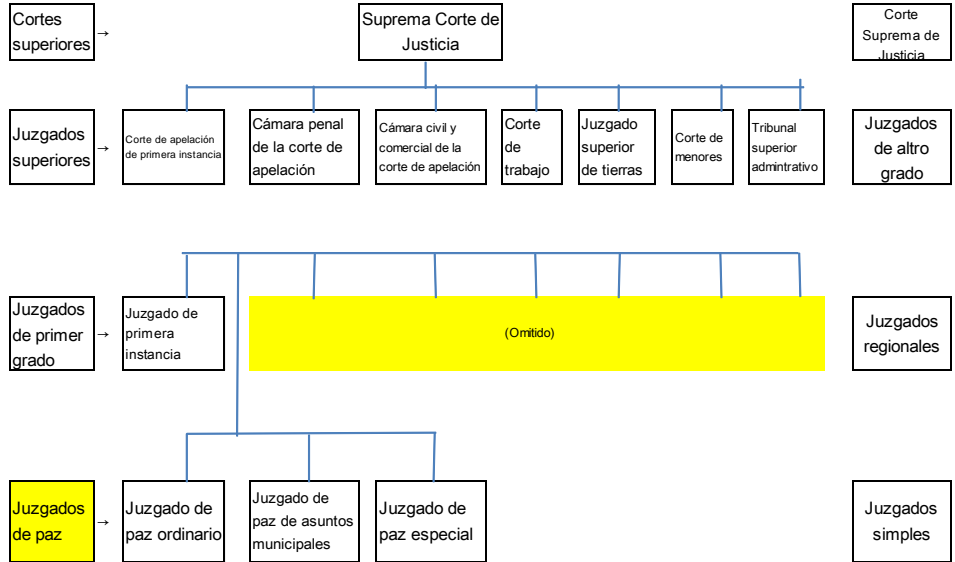 Cortes
superiores
→
Suprema Corte de
Justicia
Corte
Suprema de
Justicia
Juzgados
superiores
→
Corte de apelación
de primera instancia
Cámara penal
de la corte de
apelación
Cámara civil y
comercial de la
corte de apelación
Corte
de
trabajo
Juzgado
superior
de tierras
Corte de
menores
Tribunal
superior
admintrativo
Juzgados
de altro
grado
Juzgados
de primer
grado
→
Juzgado de
primera
instancia
(Omitido)
Juzgados
regionales
Juzgados
de paz
→
Juzgado de
paz ordinario
Juzgado de
paz de asuntos
municipales
Juzgado de
paz especial
Juzgados
simples